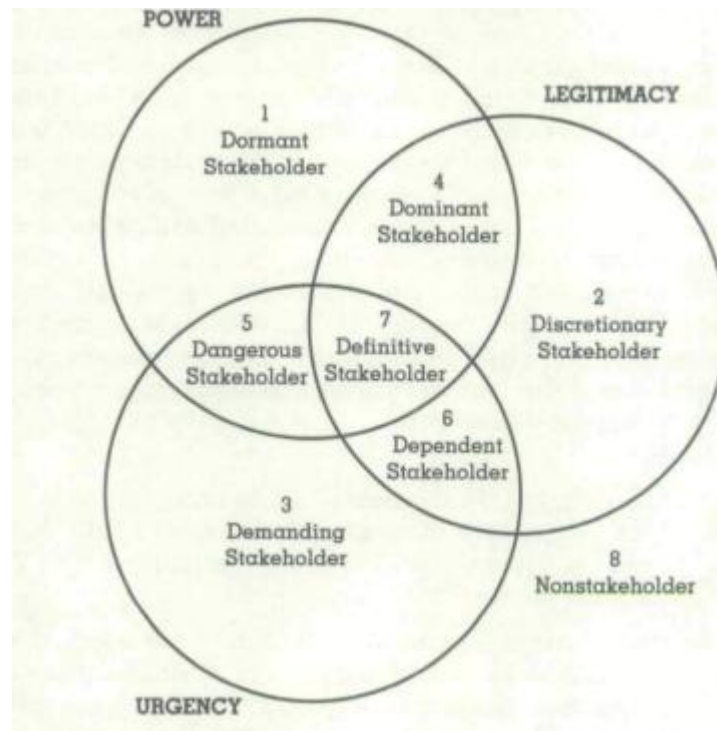 POWER
LEGITIMACY
1
Dormant
Stakeholder
4
Dominant
Stakeholder
2
Discretionary
Stakeholder
5
Dangerous
Stakeholder
7
Definitive
Stakeholder
6
Dependent
Stakeholder
3
Demanding
Stakeholder
8
Nonstakeholder
URGENCY